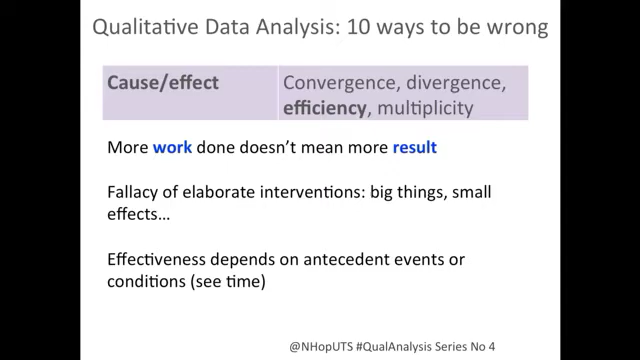 Qualitative Data Analysis: 10 ways to be wrong
Cause/effect
Convergence, divergence,
efficiency, multiplicity
More work done doesn't mean more result
Fallacy of elaborate interventions: big things, small
effects…
Effectiveness depends on antecedent events or
conditions (see time)
@NHopUTS #QualAnalysis Series No 4